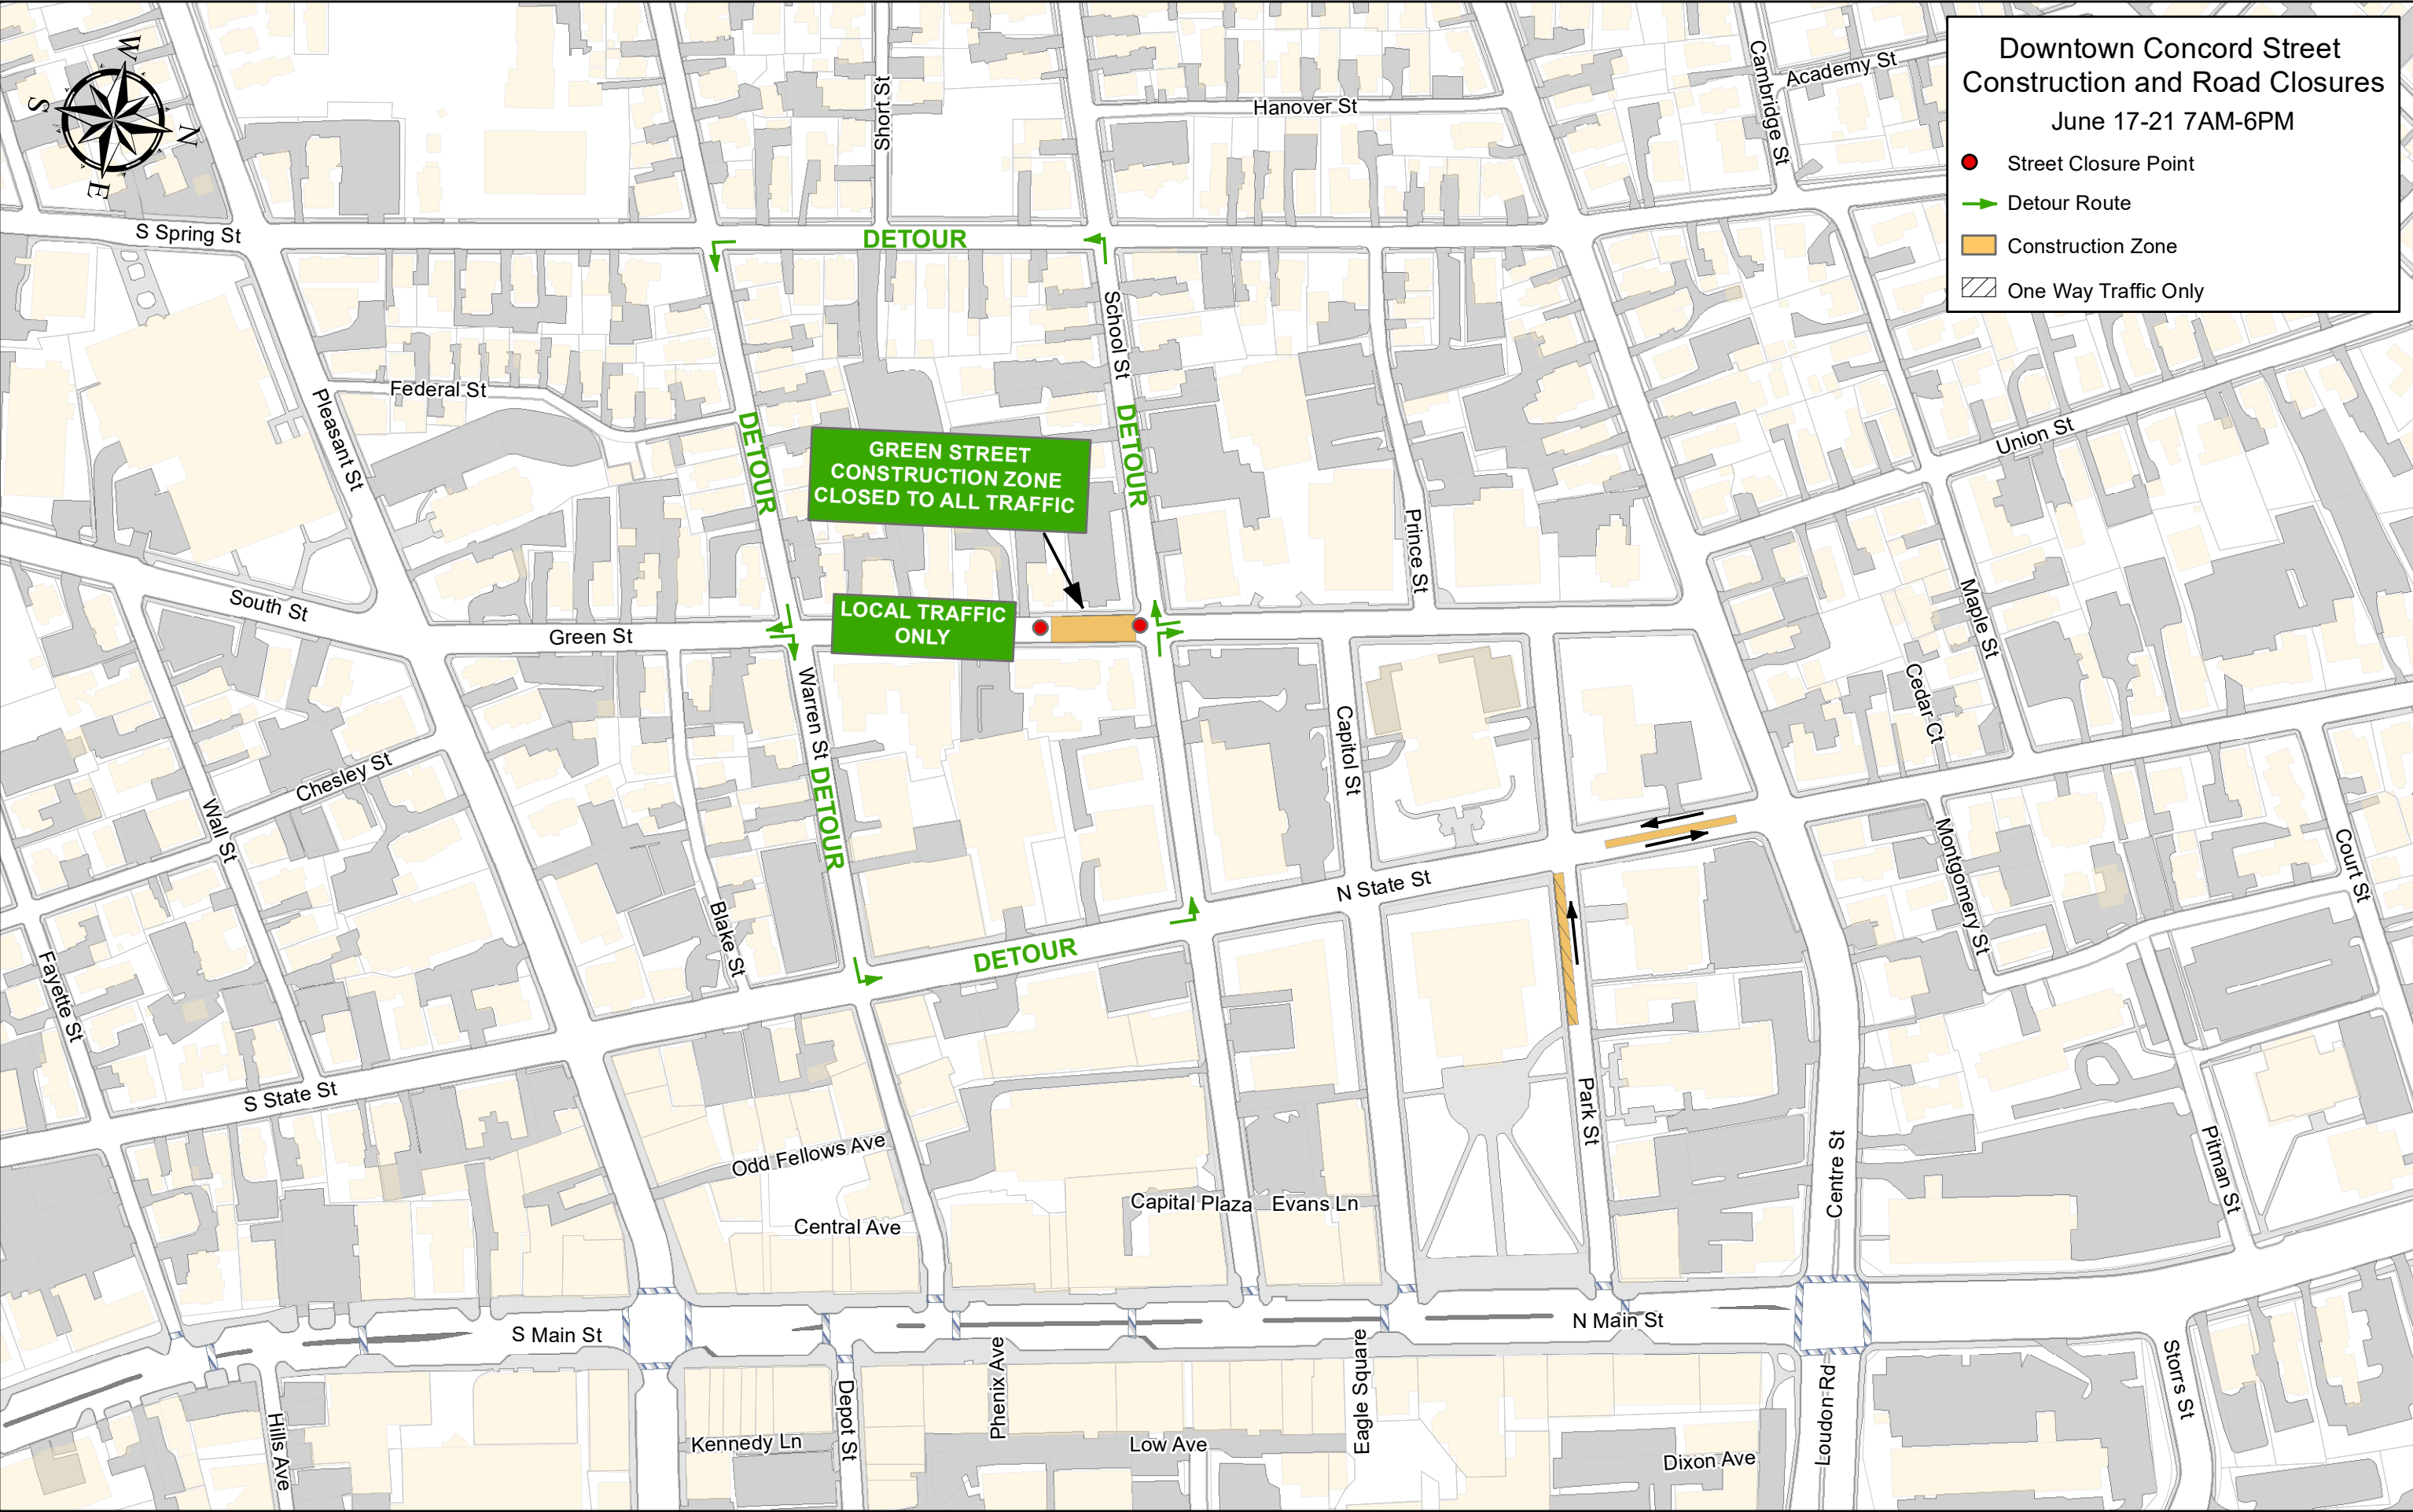 Downtown Concord Street
Construction and Road Closures
June 17-21 7AM-6PM
Street Closure Point
Detour Route
Construction Zone
One Way Traffic Only
W
S
N
E
Short St
Hanover St
Cambridge St
Academy St
S Spring St
DETOUR
School St
Federal St
Pleasant St
DETOUR
DETOUR
GREEN STREET
CONSTRUCTION ZONE
CLOSED TO ALL TRAFFIC
Union St
Prince St
South St
Green St
LOCAL TRAFFIC
ONLY
Maple St
Cedar Ct
Warren St
DETOUR
Capitol St
Chesley St
Wall St
Montgomery St
Court St
N State St
Blake St
DETOUR
Fayette St
S State St
Park St
Odd Fellows Ave
Centre St
Pitman St
Capital Plaza
Evans Ln
Central Ave
S Main St
N Main St
Phenix Ave
Eagle Square
Storrs St
Hills Ave
Kennedy Ln
Depot St
Low Ave
Dixon Ave
Loudon Rd